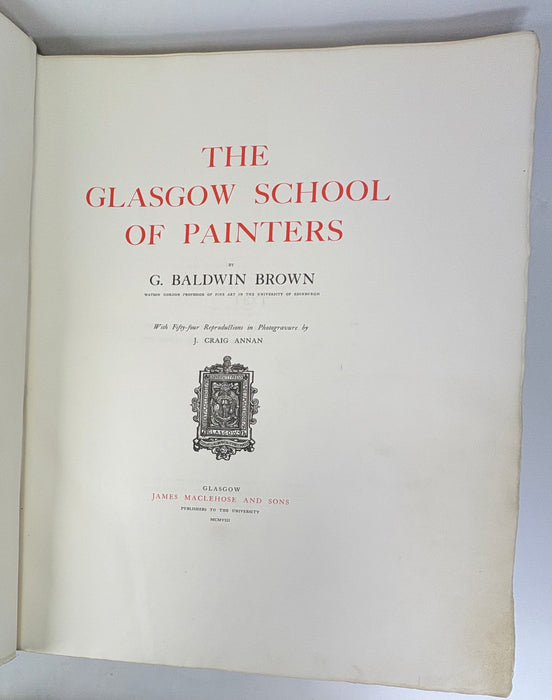 THE
GLASGOW SCHOOL
OF PAINTERS
BY
G. BALDWIN BROWN
WATSON GORDON PROFESSOR OF FINE ART IN THE UNIVERSITY OF EDINBURGH
With Fifty-four Reproductions in Photogravure by
J. CRAIG ANNAN
GLASGOW
GLASGOW
JAMES MACLEHOSE AND SONS
PUBLISHERS TO THE UNIVERSITY
MCMVIII